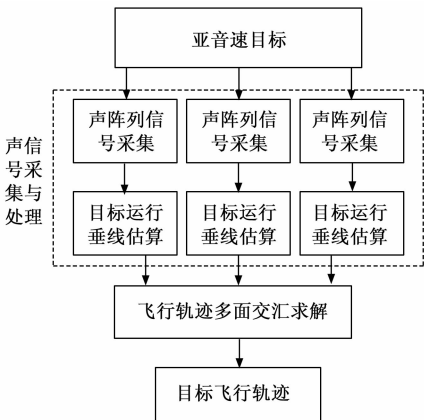 亚音速目标
声阵列信
号采集
声阵列信
号采集
声阵列信
号采集
声信
号采
集与
处理
目标运行
垂线估算
目标运行
垂线估算
目标运行
垂线估算
飞行轨迹多面交汇求解
目标飞行轨迹